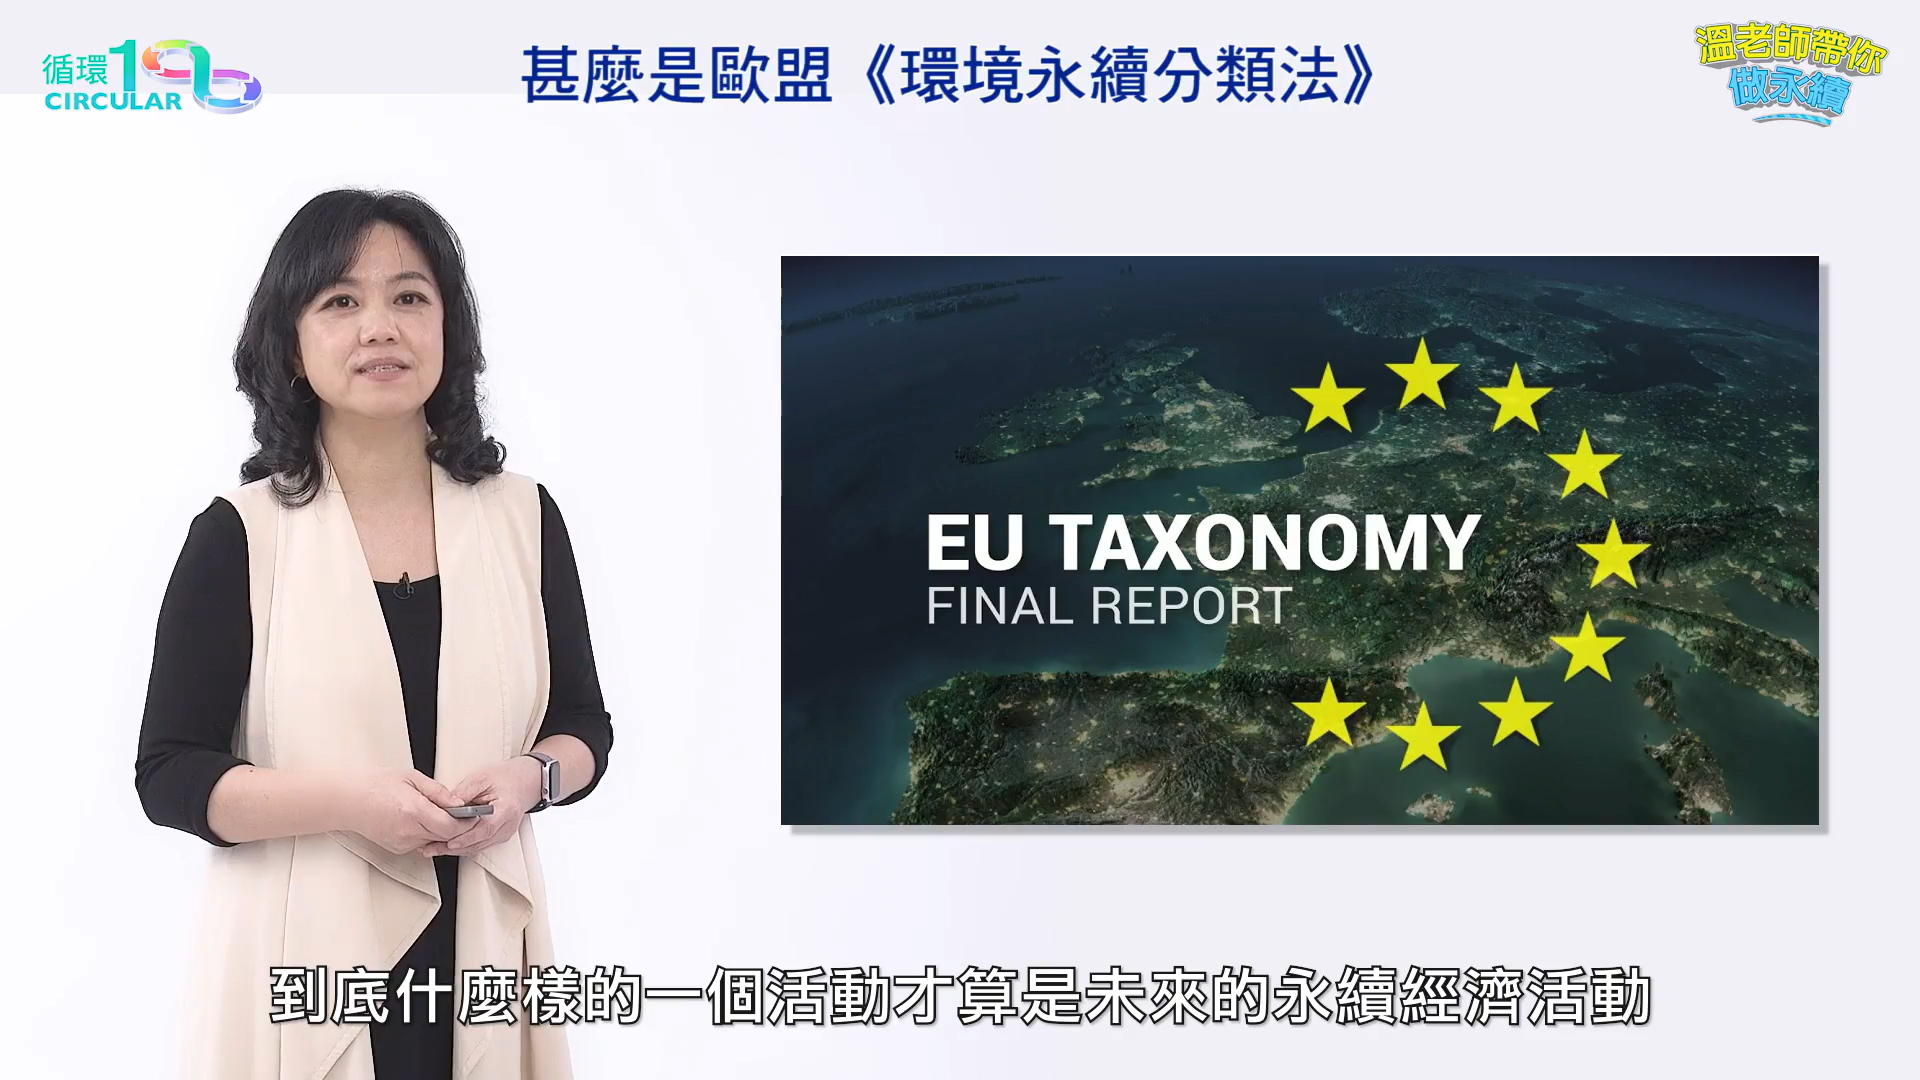 循環
CIRCULAR
甚麼是歐盟《環境永續分類法》
溫老師帶你
做永續
EU TAXONOMY
FINAL REPORT
到底什麼樣的一個活動才算是未來的永續經濟活動